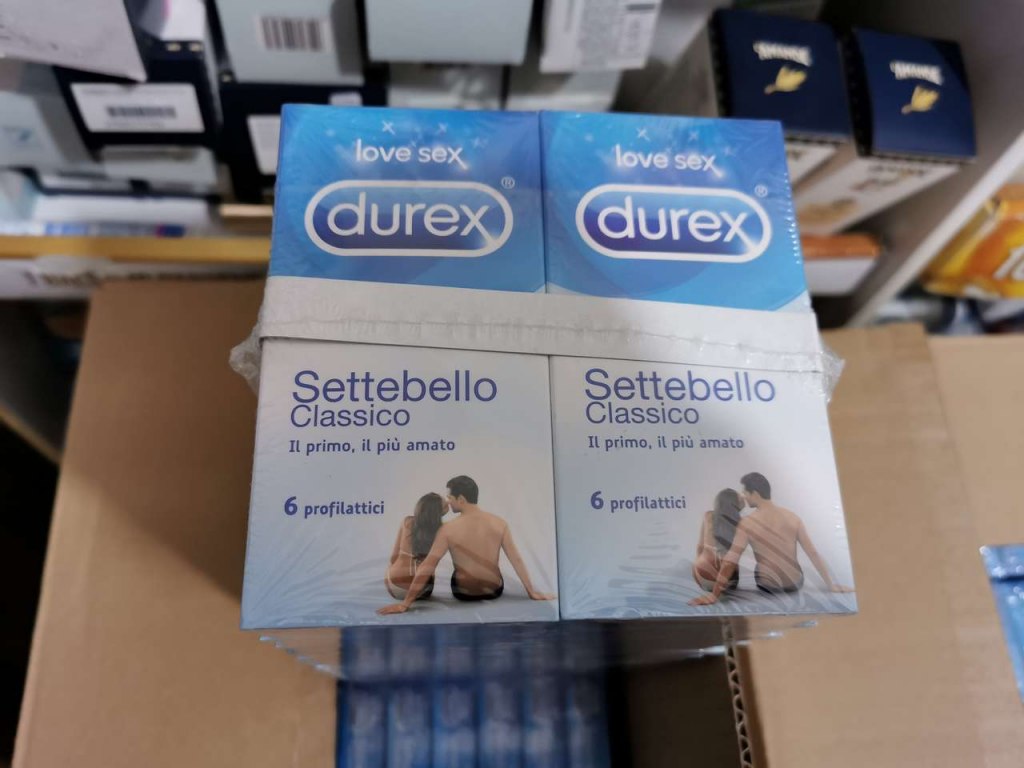 love sex
durex®
Settebello
Classico
Il primo, il più amato
6 profilattici
love sex
durex®
Settebello
Classico
Il primo, il più amato
6 profilattici